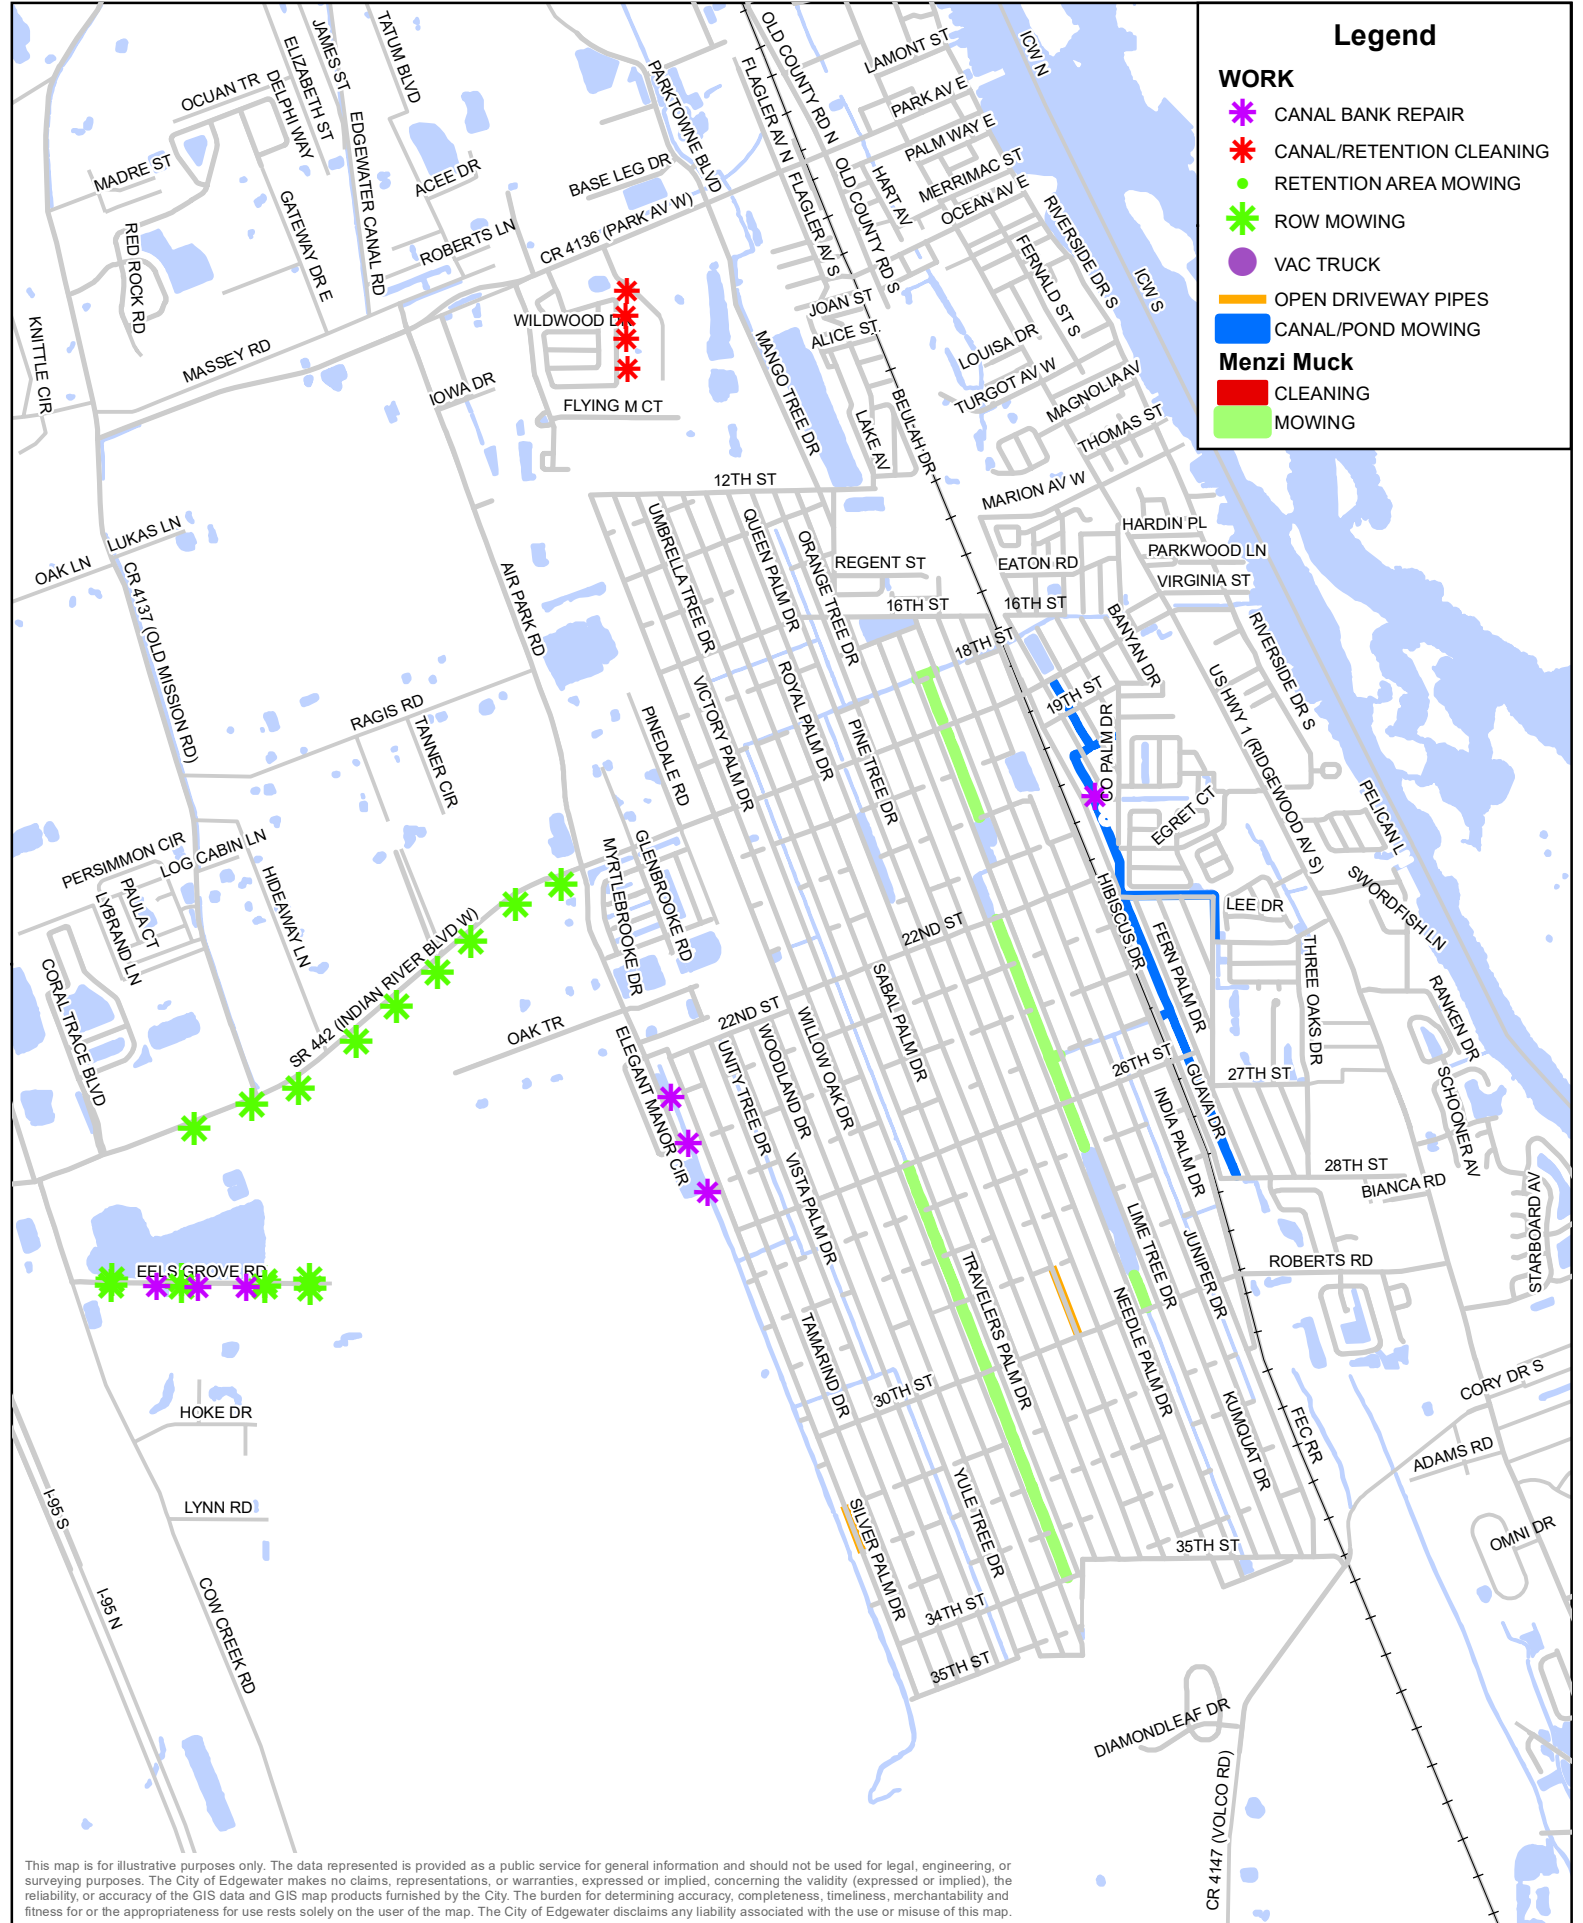 Legend
WORK
CANAL BANK REPAIR
CANAL/RETENTION CLEANING
RETENTION AREA MOWING
ROW MOWING
VAC TRUCK
OPEN DRIVEWAY PIPES
CANAL/POND MOWING
Menzi Muck
CLEANING
MOWING
TATUM BLVD
JAMES ST
ELIZABETH ST
DELPHI WAY
OCUAN TR
MADRE ST
EDGEWATER CANAL RD
ACEE DR
GATEWAY DR E
RED ROCK RD
ROBERTS LN
BASE LEG DR
PARKTOWNE BLVD
CR 4136 (PARK AV W)
FLAGLER AV N
FLAGLER AV S
OLD COUNTY RD N
OLD COUNTY RD S
HART AV
LAMONT ST
PARK AV E
PALM WAY E
MERRIMAC ST
OCEAN AV E
ICW N
ICW S
RIVERSIDE DR S
FERNALD ST S
JOAN ST
ALICE ST
LOUISA DR
TURGOT AV W
MAGNOLIA AV
THOMAS ST
MARION AV W
KNITTLE CIR
MASSEY RD
WILDWOOD DR
IOWA DR
FLYING M CT
MANGO TREE DR
LAKE AV
BEULAH DR
12TH ST
HARDIN PL
PARKWOOD LN
VIRGINIA ST
EATON RD
REGENT ST
16TH ST
16TH ST
18TH ST
19TH ST
BANYAN DR
RIVERSIDE DR S
US HWY 1 (RIDGEWOOD AV S)
LUKAS LN
OAK LN
CR 4137 (OLD MISSION RD)
AIR PARK RD
UMBRELLA TREE DR
QUEEN PALM DR
ORANGE TREE DR
VICTORY PALM DR
ROYAL PALM DR
PINE TREE DR
PINEDALE RD
RAGIS RD
TANNER CIR
CO PALM DR
EGRET CT
PELICAN L
SWORDFISH LN
PERSIMMON CIR
LOG CABIN LN
PAULA CT
LYBRAND LN
HIDEAWAY LN
MYRTLEBROOKE DR
GLENBROOKE RD
CORAL TRACE BLVD
SR 442 (INDIAN RIVER BLVD W)
OAK TR
22ND ST
22ND ST
HIBISCUS DR
FERN PALM DR
LEE DR
THREE OAKS DR
RANKEN DR
SCHOONER AV
STARBOARD AV
SABAL PALM DR
WILLOW OAK DR
WOODLAND DR
UNITY TREE DR
ELEGANT MANOR CIR
VISTA PALM DR
26TH ST
27TH ST
GUAVA DR
INDIA PALM DR
28TH ST
BIANCA RD
ROBERTS RD
LIME TREE DR
JUNIPER DR
NEEDLE PALM DR
TRAVELERS PALM DR
TAMARIND DR
30TH ST
KUMQUAT DR
FEC RR
CORY DR S
ADAMS RD
OMNI DR
EELS GROVE RD
HOKE DR
LYNN RD
I-95 S
I-95 N
COW CREEK RD
SILVER PALM DR
YULE TREE DR
34TH ST
35TH ST
35TH ST
DIAMONDLEAF DR
CR 4147 (VOLCO RD)
This map is for illustrative purposes only. The data represented is provided as a public service for general information and should not be used for legal, engineering, or
surveying purposes. The City of Edgewater makes no claims, representations, or warranties, expressed or implied, concerning the validity (expressed or implied), the
reliability, or accuracy of the GIS data and GIS map products furnished by the City. The burden for determining accuracy, completeness, timeliness, merchantability and
fitness for or the appropriateness for use rests solely on the user of the map. The City of Edgewater disclaims any liability associated with the use or misuse of this map.